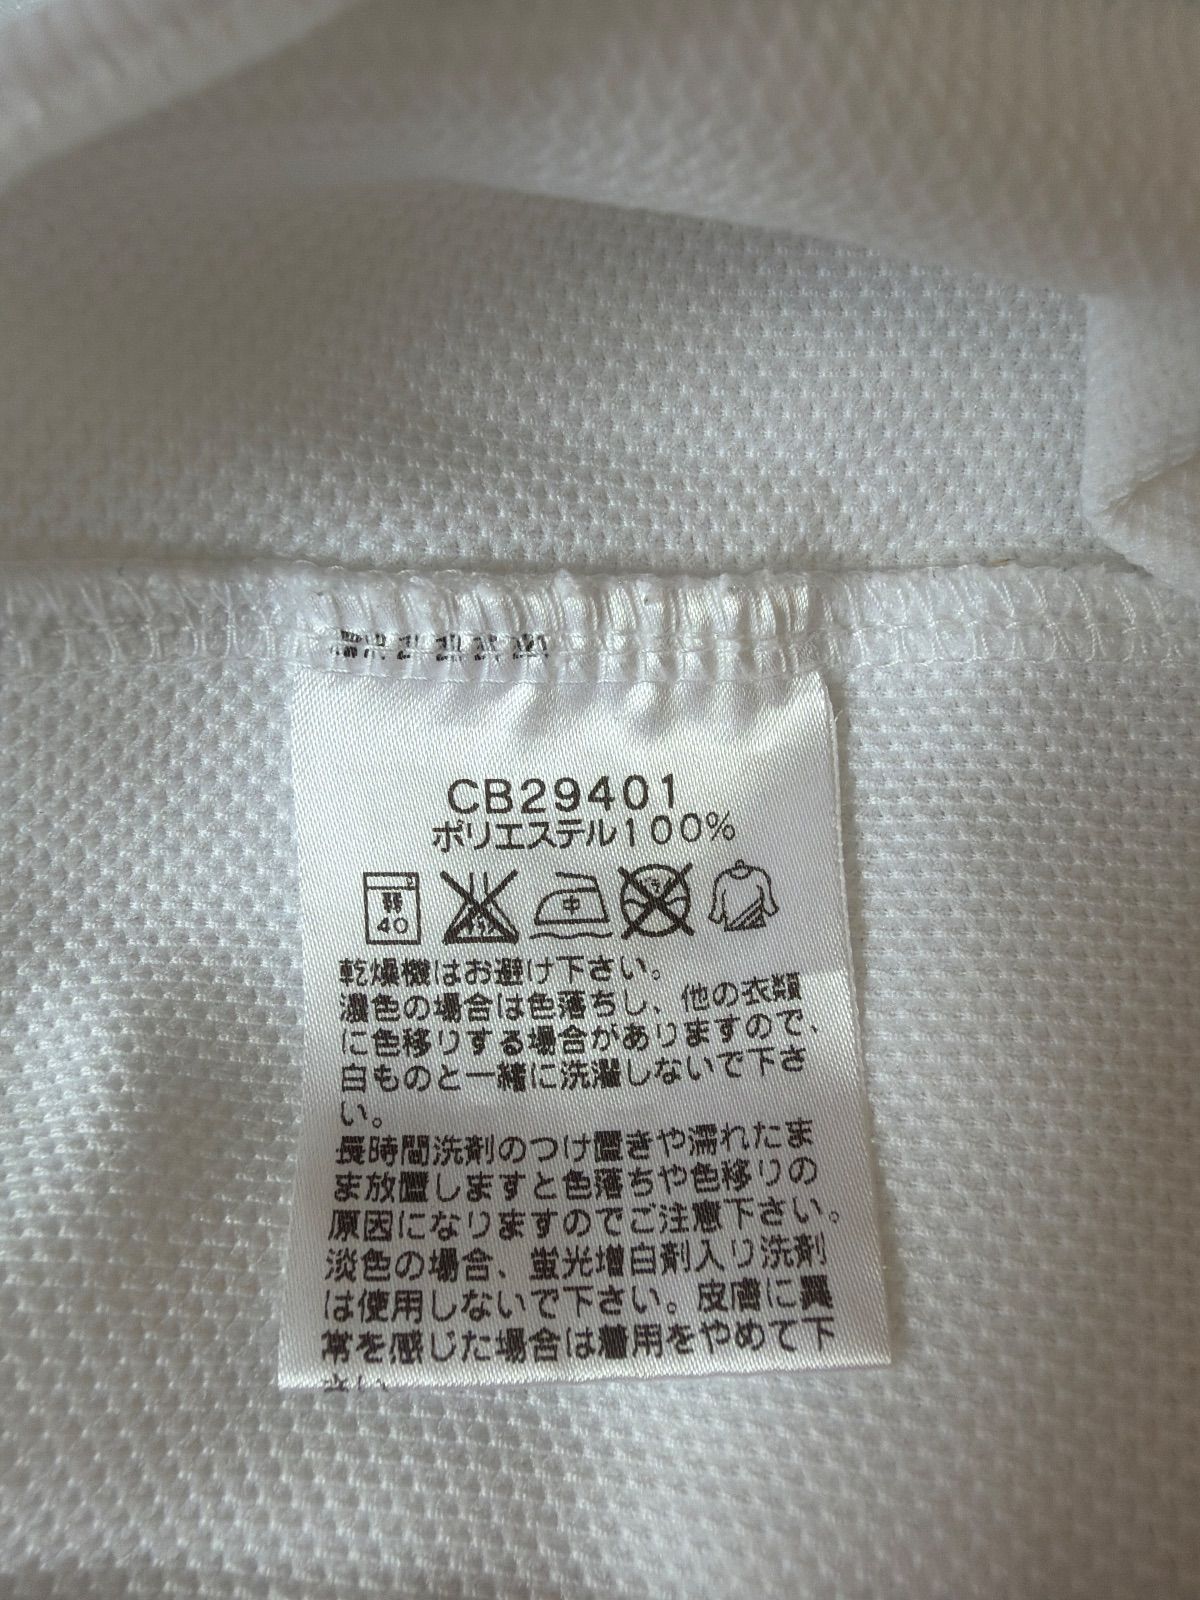 CB29401
ポリエステル100%
40 中
乾燥機はお避け下さい。
濃色の場合は色落ちし、他の衣類
に色移りする場合がありますので、
白ものと一緒に洗濯しないで下さ
い。
長時間洗剤のつけ置きや濡れたま
ま放置しますと色落ちや色移りの
原因になりますのでご注意下さい。
淡色の場合、蛍光増白剤入り洗剤
は使用しないで下さい。皮膚に異
常を感じた場合は着用をやめて下
さい